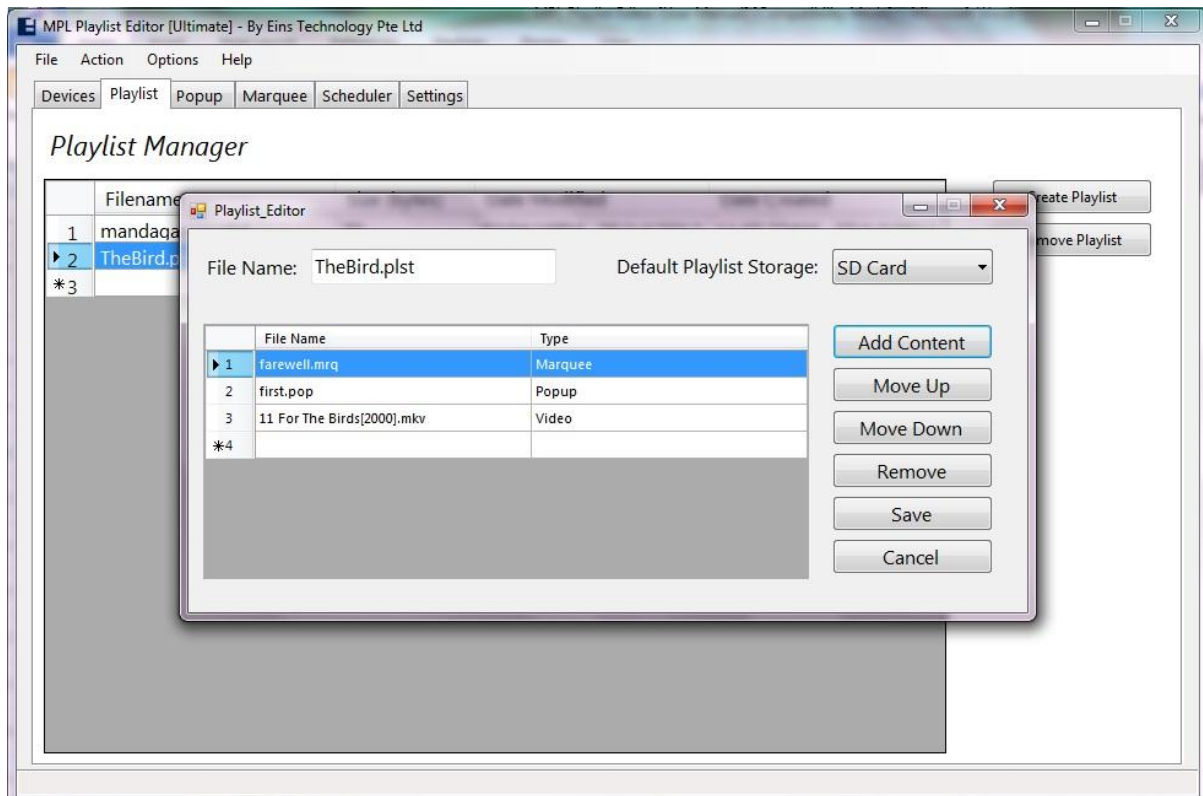 MPL Playlist Editor [Ultimate] - By Eins Technology Pte Ltd
File Action Options Help
Devices Playlist Popup Marquee Scheduler Settings
Playlist Manager
Filename
Create Playlist
1 mandaga
2 TheBird.p
*3
Playlist_Editor
File Name: TheBird.plst Default Playlist Storage: SD Card
File Name Type
1 farewell.mrq Marquee
2 first.pop Popup
3 11 For The Birds[2000].mkv Video
*4
Add Content
Move Up
Move Down
Remove
Save
Cancel
move Playlist